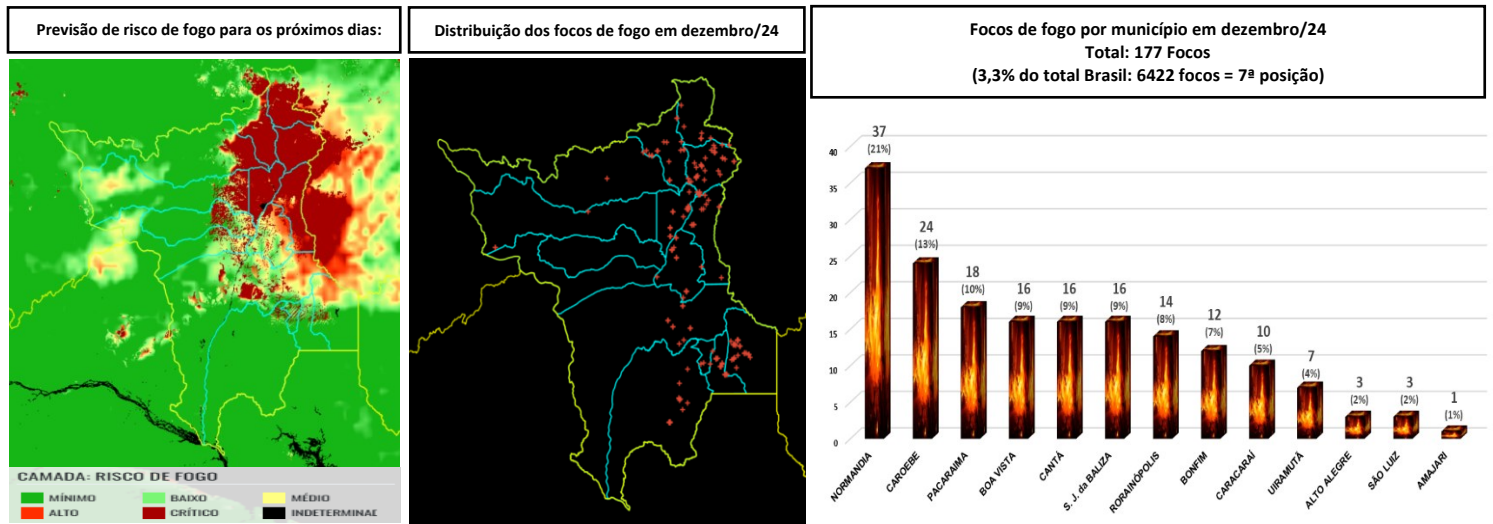 Previsão de risco de fogo para os próximos dias:
CAMADA: RISCO DE FOGO
MÍNIMO
BAIXO
MÉDIO
ALTO
CRÍTICO
INDETERMINAD
Distribuição dos focos de fogo em dezembro/24
Focos de fogo por município em dezembro/24
Total: 177 Focos
(3,3% do total Brasil: 6422 focos = 7ª posição)
40
35
30
25
20
15
10
5
0
37
(21%)
24
(13%)
18
(10%)
16
(9%)
16
(9%)
16
(9%)
14
(8%)
12
(7%)
10
(5%)
7
(4%)
3
(2%)
3
(2%)
1
(1%)
NORMANDIA
CAROEBE
PACARAIMA
BOA VISTA
CANTÁ
S. J. da BALIZA
RORAINÓPOLIS
BONFIM
CARACARAÍ
UIRAMUTÃ
ALTO ALEGRE
SÃO LUIZ
AMAJARI